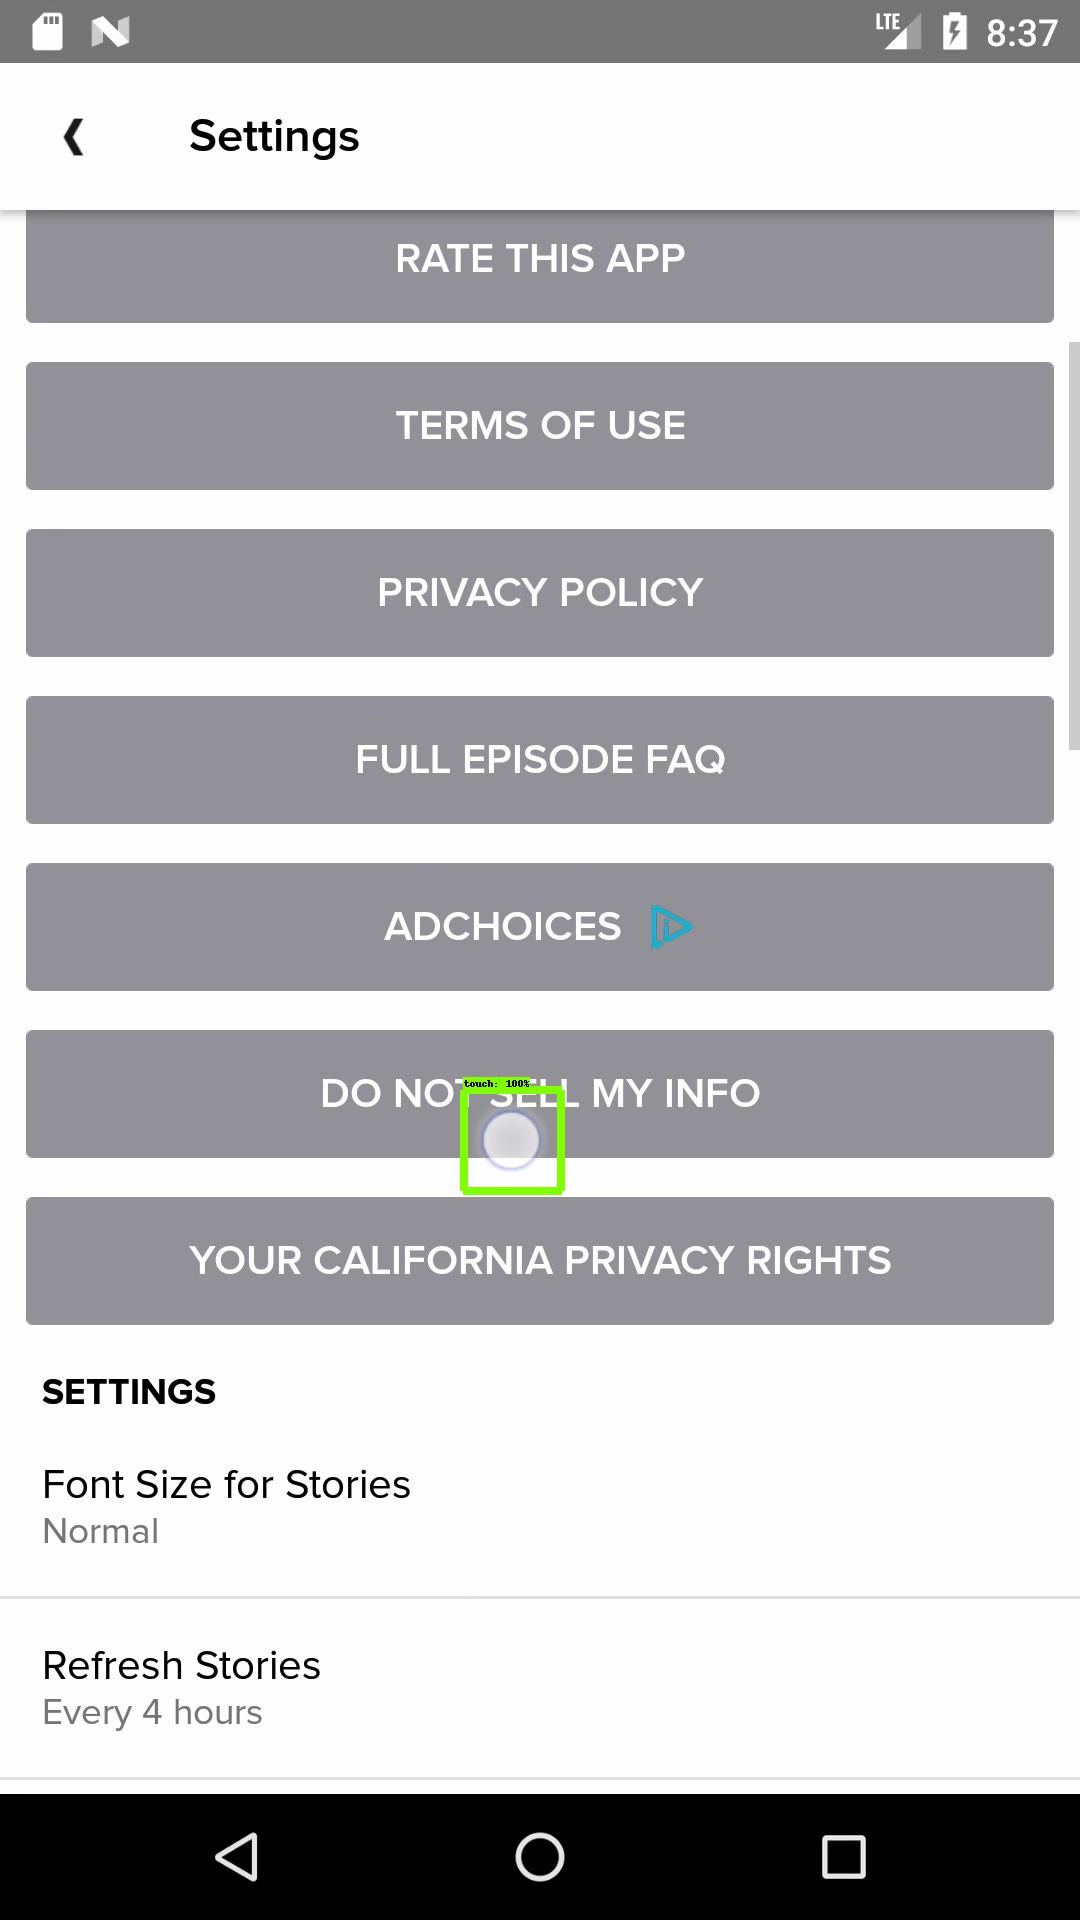 LTE 8:37
Settings
RATE THIS APP
TERMS OF USE
PRIVACY POLICY
FULL EPISODE FAQ
ADCHOICES
touch: 100%
DO NOT SELL MY INFO
YOUR CALIFORNIA PRIVACY RIGHTS
SETTINGS
Font Size for Stories
Normal
Refresh Stories
Every 4 hours